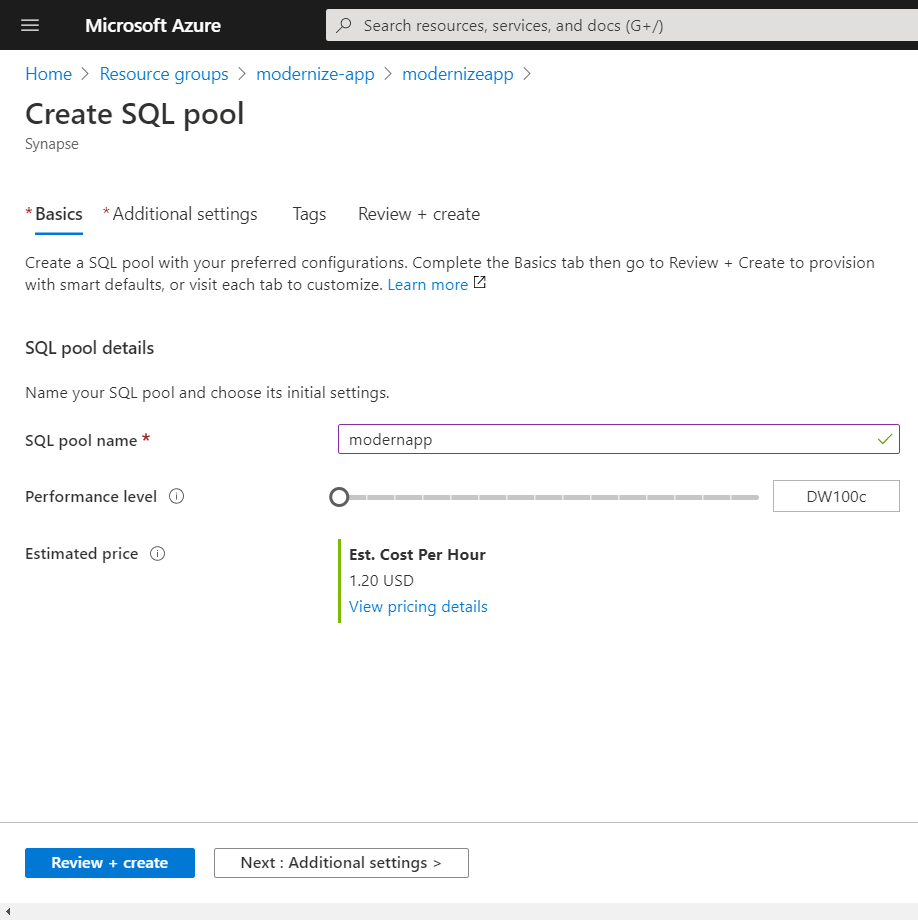 Microsoft Azure
Search resources, services, and docs (G+/)
Home > Resource groups > modernize-app > modernizeapp >
Create SQL pool
Synapse
* Basics * Additional settings Tags Review + create
Create a SQL pool with your preferred configurations. Complete the Basics tab then go to Review + Create to provision
with smart defaults, or visit each tab to customize. Learn more
SQL pool details
Name your SQL pool and choose its initial settings.
SQL pool name * modernapp
Performance level DW100c
Estimated price
Est. Cost Per Hour
1.20 USD
View pricing details
Review + create Next : Additional settings >